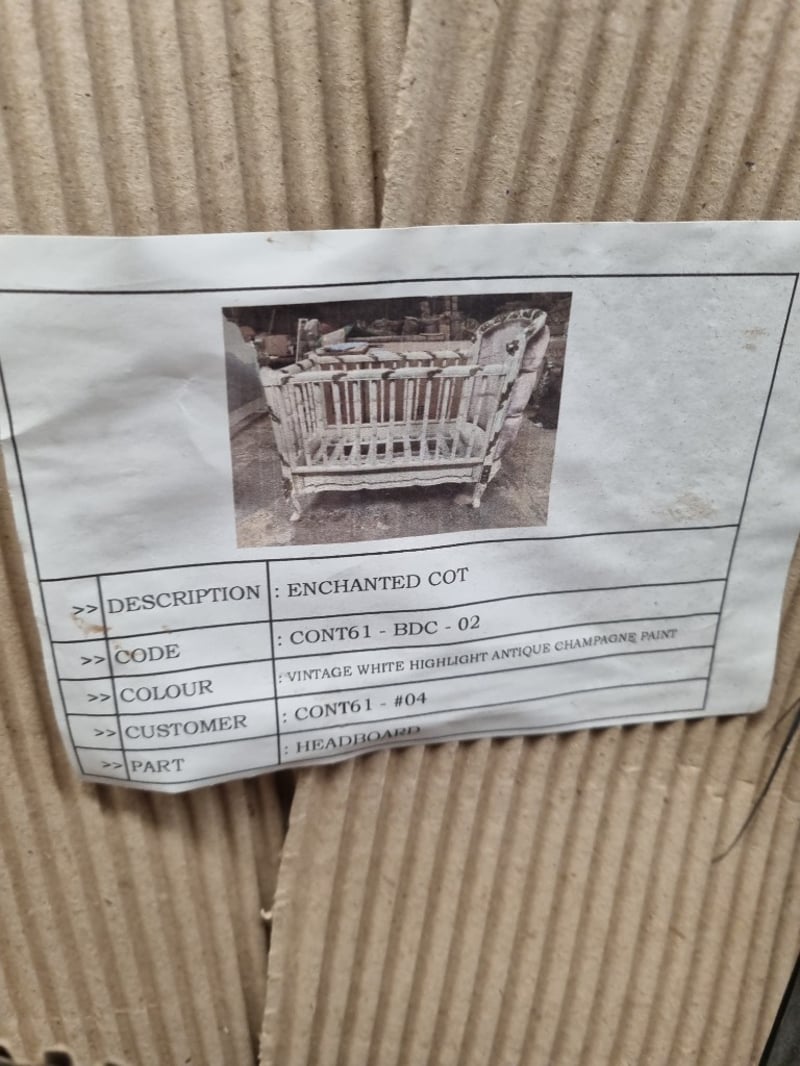 >> DESCRIPTION : ENCHANTED COT
>> CODE : CONT61 - BDC - 02
>> COLOUR : VINTAGE WHITE HIGHLIGHT ANTIQUE CHAMPAGNE PAINT
>> CUSTOMER : CONT61 - #04
>> PART : HEADBOARD